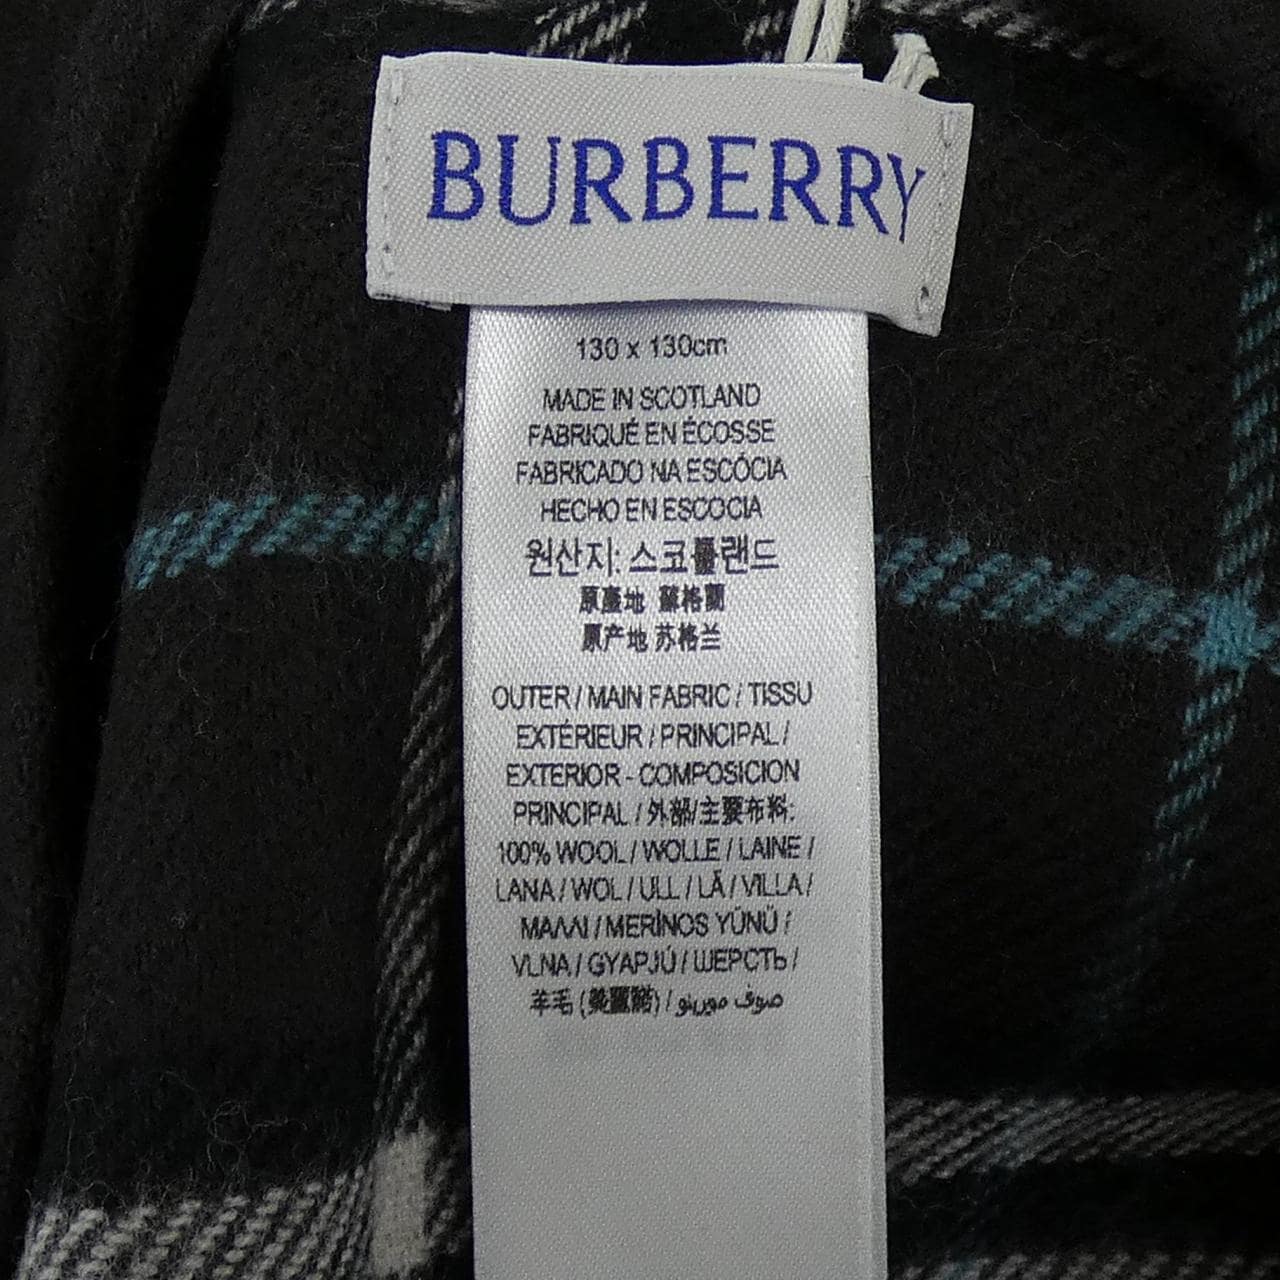 BURBERRY
130 x 130cm
MADE IN SCOTLAND
FABRIQUÉ EN ÉCOSSE
FABRICADO NA ESCÓCIA
HECHO EN ESCOCIA
원산지: 스코틀랜드
原產地 蘇格蘭
原产地 苏格兰
OUTER / MAIN FABRIC / TISSU
EXTÉRIEUR / PRINCIPAL /
EXTERIOR - COMPOSICION
PRINCIPAL / 外部/主要布料:
100% WOOL / WOLLE / LAINE /
LANA / WOL / ULL / LÃ / VILLA /
ΜΑΛΛΙ / MERİNOS YÜNÜ /
VLNA / GYAPJÚ / ШЕРСТЬ /
羊毛 (美麗諾) / صوف مورينو